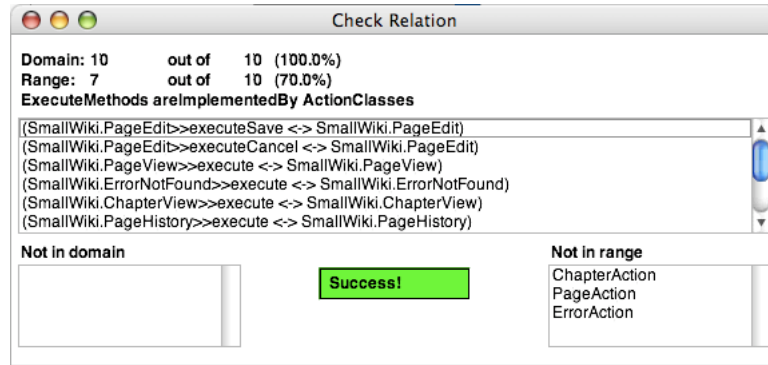 Check Relation
Domain: 10 out of 10 (100.0%)
Range: 7 out of 10 (70.0%)
ExecuteMethods areImplementedBy ActionClasses
(SmallWiki.PageEdit>>executeSave <-> SmallWiki.PageEdit)
(SmallWiki.PageEdit>>executeCancel <-> SmallWiki.PageEdit)
(SmallWiki.PageView>>execute <-> SmallWiki.PageView)
(SmallWiki.ErrorNotFound>>execute <-> SmallWiki.ErrorNotFound)
(SmallWiki.ChapterView>>execute <-> SmallWiki.ChapterView)
(SmallWiki.PageHistory>>execute <-> SmallWiki.PageHistory)
Not in domain
Success!
Not in range
ChapterAction
PageAction
ErrorAction